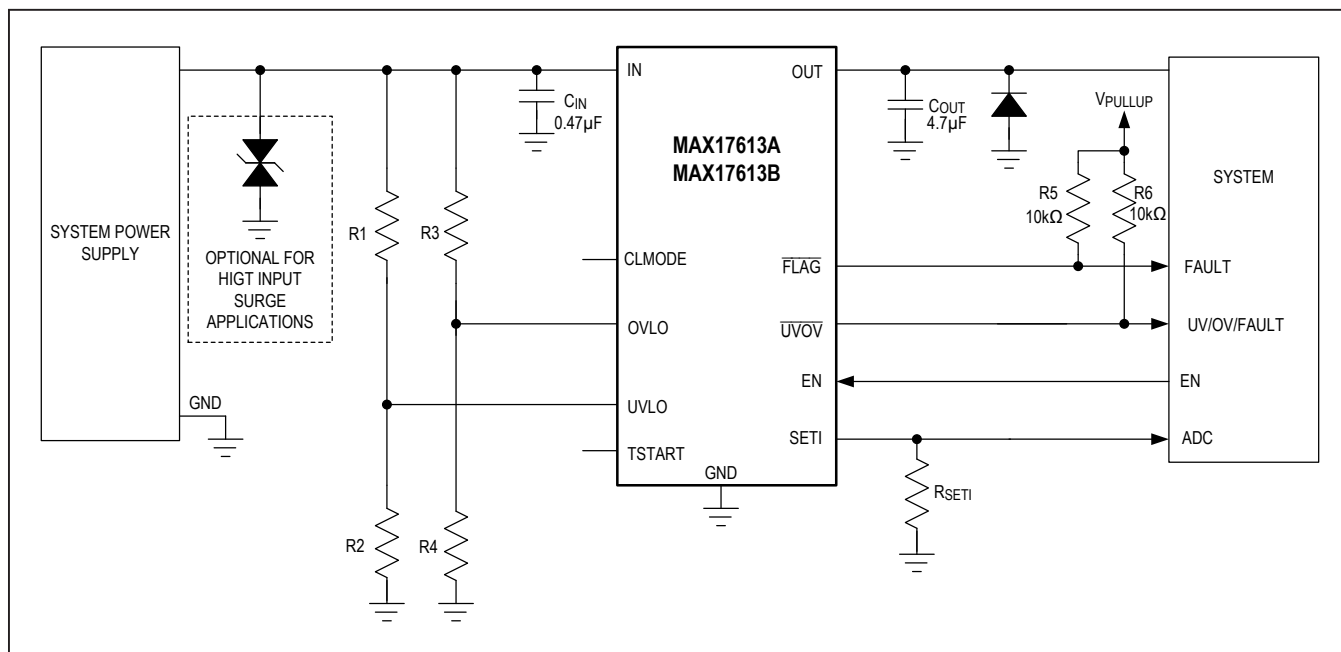 SYSTEM POWER
SUPPLY
GND
OPTIONAL FOR
HIGT INPUT
SURGE
APPLICATIONS
R1
R2
R3
R4
CIN
0.47µF
IN
OUT
MAX17613A
MAX17613B
CLMODE
OVLO
UVLO
TSTART
GND
FLAG
UVOV
EN
SETI
COUT
4.7µF
VPULLUP
R5
10kΩ
R6
10kΩ
RSETI
SYSTEM
FAULT
UV/OV/FAULT
EN
ADC